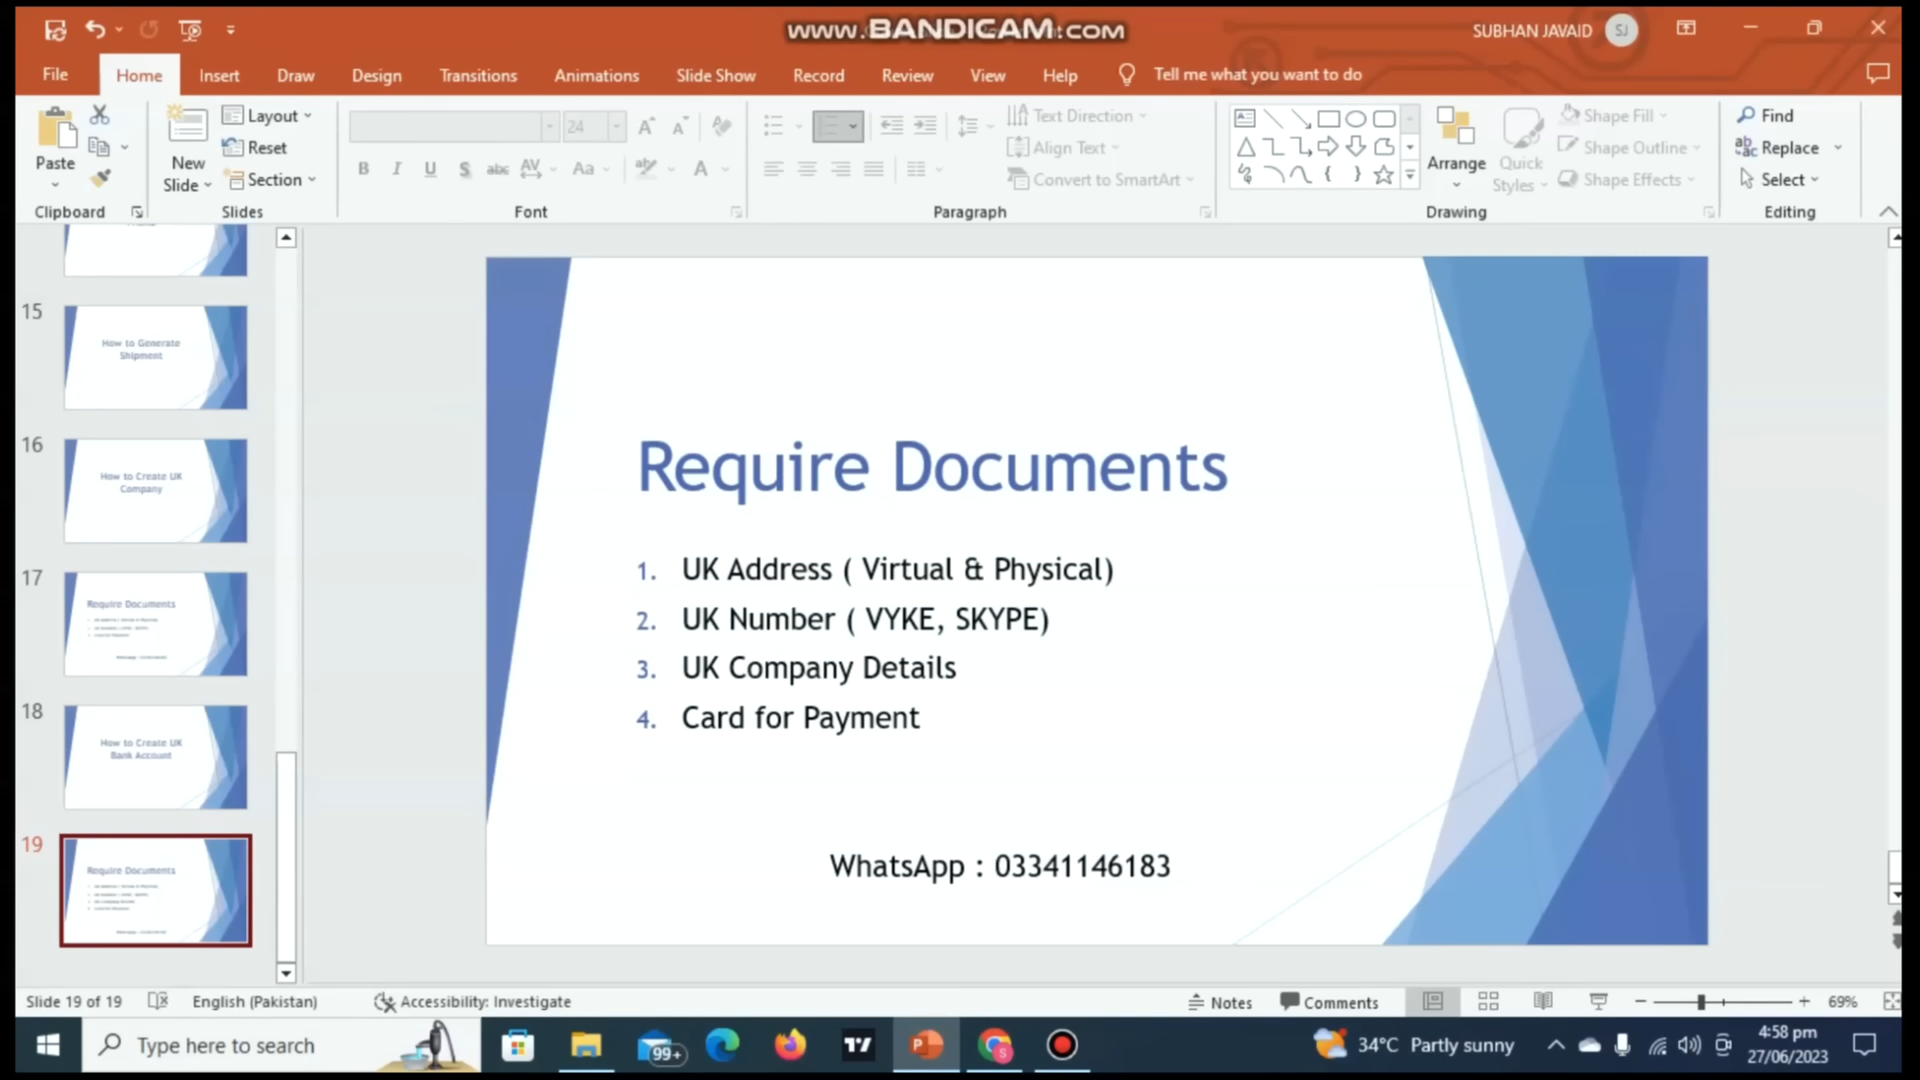 www.BANDICAM.com
SUBHAN JAVAID
SJ
File
Home
Insert
Draw
Design
Transitions
Animations
Slide Show
Record
Review
View
Help
Tell me what you want to do
Paste
New
Slide
Layout
Reset
Section
24
B
I
U
S
abc
AV
Aa
A
Text Direction
Align Text
Convert to SmartArt
Arrange
Quick
Styles
Shape Fill
Shape Outline
Shape Effects
Find
Replace
Select
Clipboard
Slides
Font
Paragraph
Drawing
Editing
15
How to Generate
Shipment
16
How to Create UK
Company
17
Require Documents
18
How to Create UK
Bank Account
19
Require Documents
Require Documents
1. UK Address ( Virtual & Physical)
2. UK Number ( VYKE, SKYPE)
3. UK Company Details
4. Card for Payment
WhatsApp : 03341146183
Slide 19 of 19
English (Pakistan)
Accessibility: Investigate
Notes
Comments
69%
Type here to search
99+
34°C Partly sunny
4:58 pm
27/06/2023